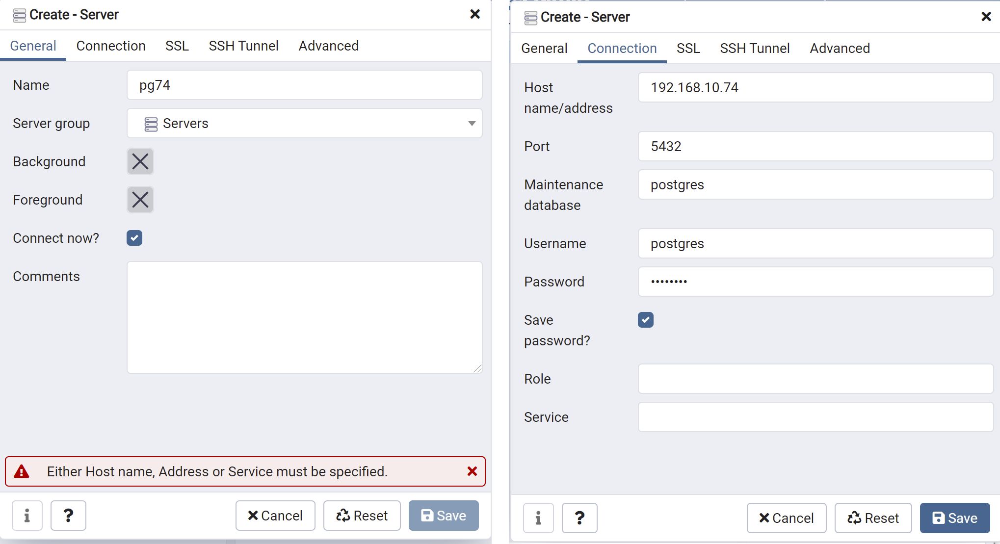 Create - Server
General Connection SSL SSH Tunnel Advanced
Name pg74
Server group Servers
Background
Foreground
Connect now?
Comments
Either Host name, Address or Service must be specified.
i ? Cancel Reset Save
Create - Server
General Connection SSL SSH Tunnel Advanced
Host 192.168.10.74
name/address
Port 5432
Maintenance postgres
database
Username postgres
Password ••••••••
Save
password?
Role
Service
i ? Cancel Reset Save